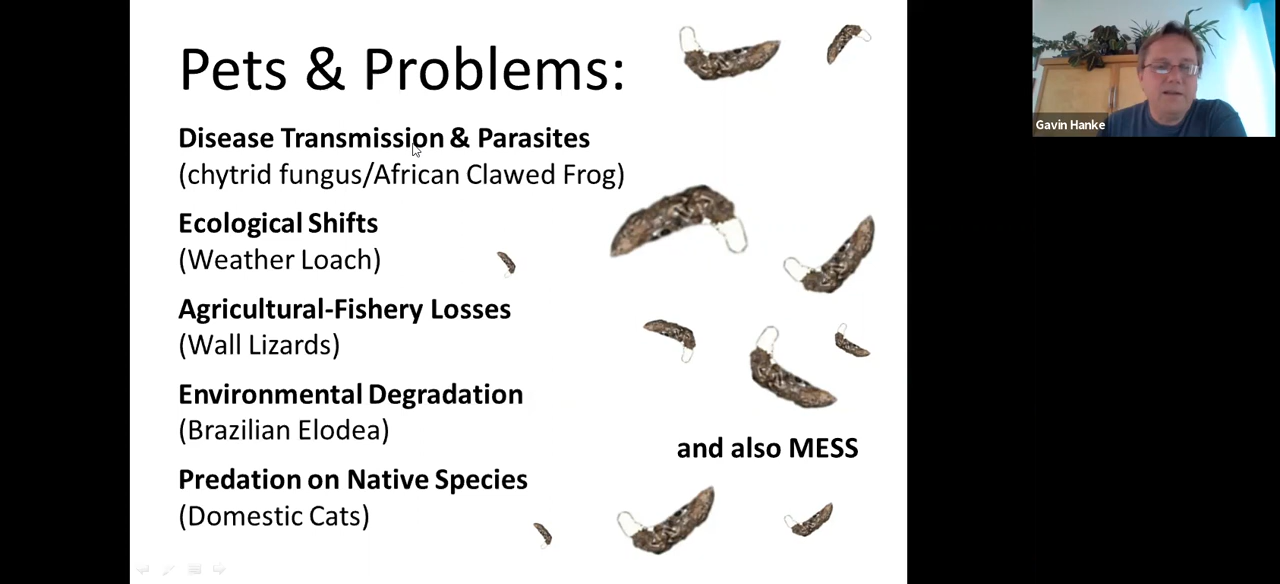 Pets & Problems:
Disease Transmission & Parasites
(chytrid fungus/African Clawed Frog)
Ecological Shifts
(Weather Loach)
Agricultural-Fishery Losses
(Wall Lizards)
Environmental Degradation
(Brazilian Elodea)
Predation on Native Species
(Domestic Cats)
and also MESS
Gavin Hanke